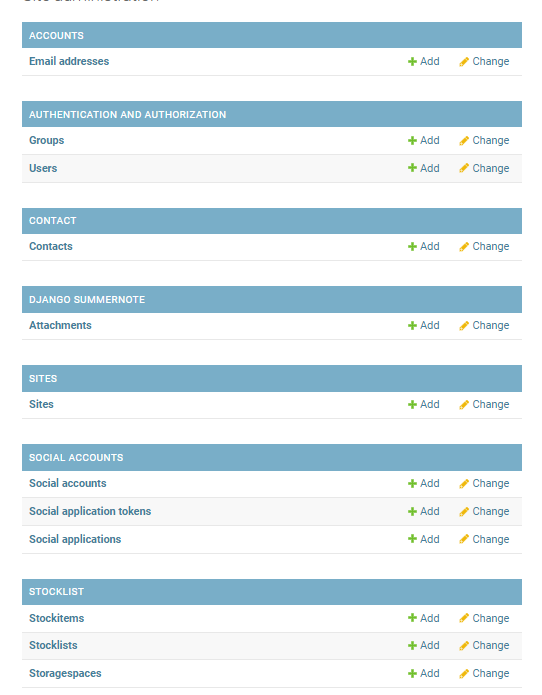 ACCOUNTS
Email addresses Add Change
AUTHENTICATION AND AUTHORIZATION
Groups Add Change
Users Add Change
CONTACT
Contacts Add Change
DJANGO SUMMERNOTE
Attachments Add Change
SITES
Sites Add Change
SOCIAL ACCOUNTS
Social accounts Add Change
Social application tokens Add Change
Social applications Add Change
STOCKLIST
Stockitems Add Change
Stocklists Add Change
Storagespaces Add Change